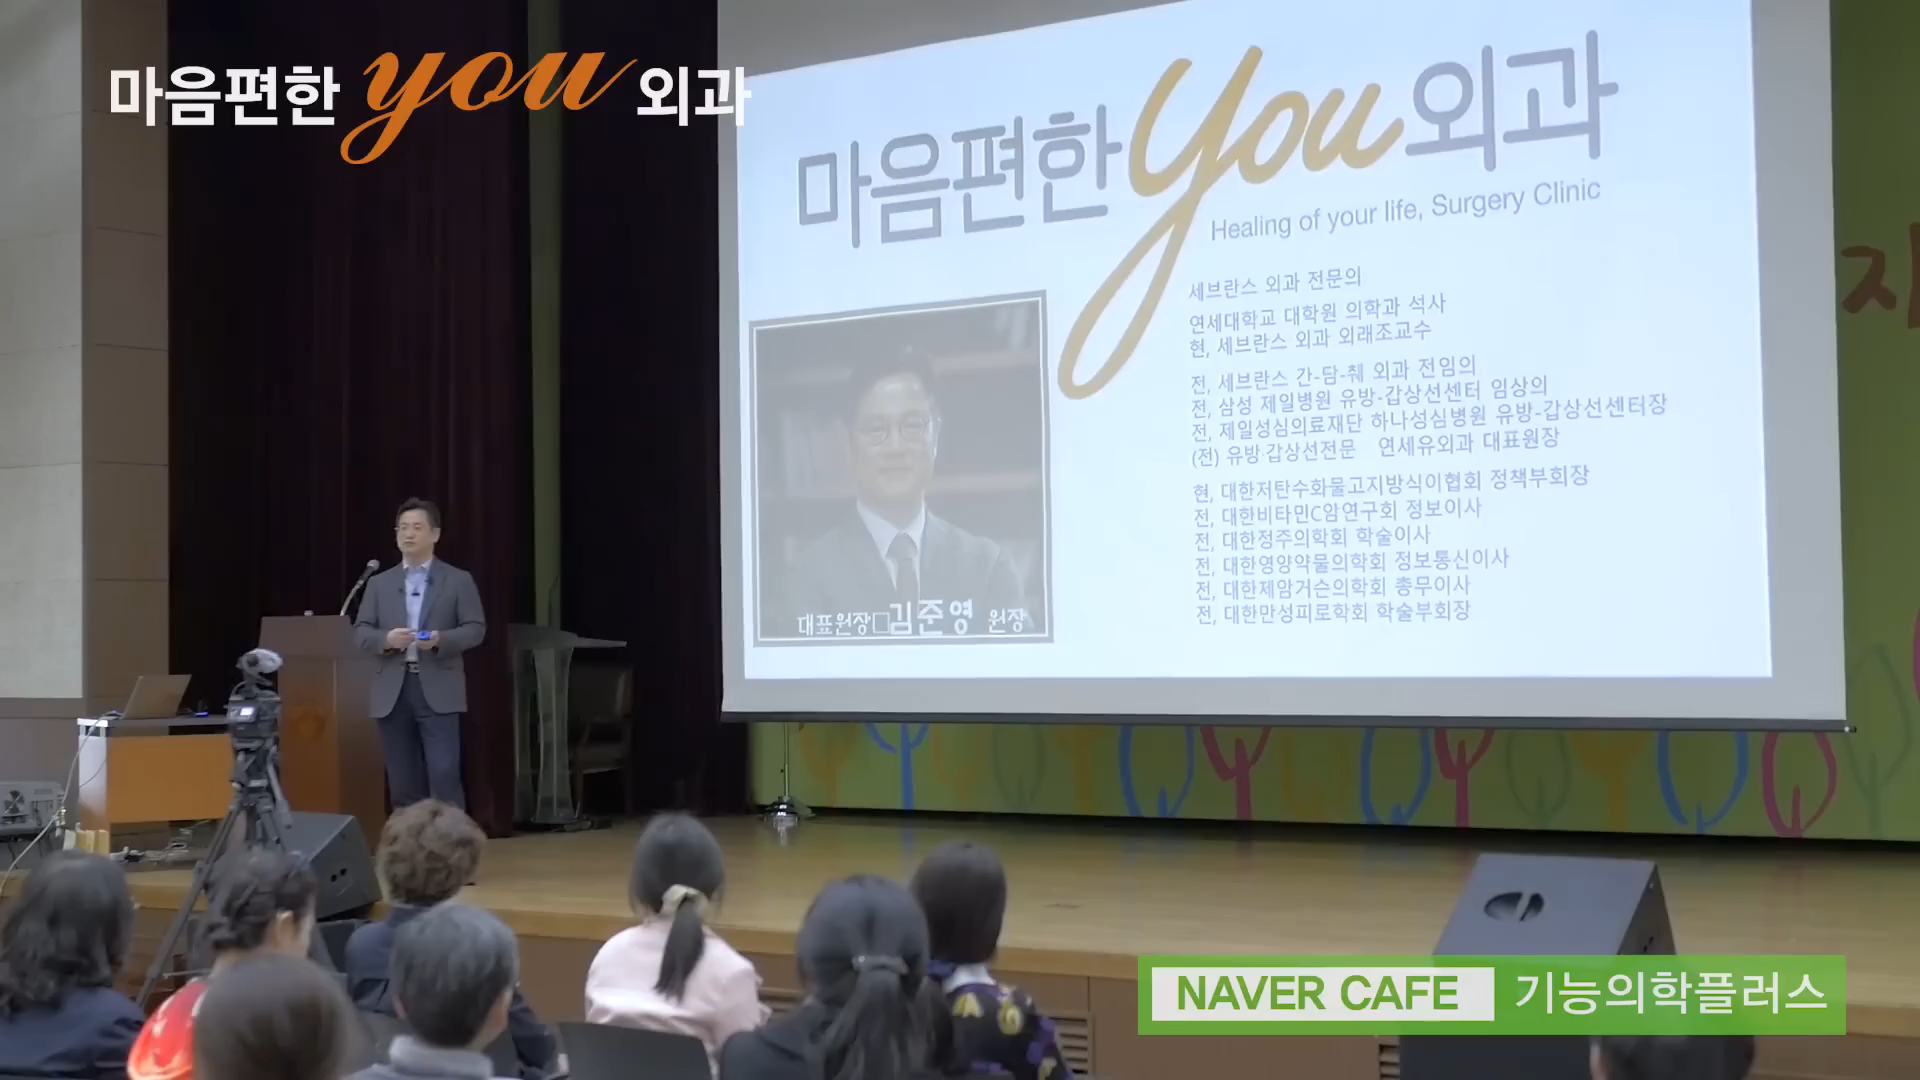 마음편한 you 외과
마음편한 you 외과
Healing of your life, Surgery Clinic
세브란스 외과 전문의
연세대학교 대학원 의학과 석사
현, 세브란스 외과 외래조교수
전, 세브란스 간-담-췌 외과 전임의
전, 삼성 제일병원 유방-갑상선센터 임상의
전, 제일성심의료재단 하나성심병원 유방-갑상선센터장
(전) 유방·갑상선전문 연세유외과 대표원장
현, 대한저탄수화물고지방식이협회 정책부회장
전, 대한비타민C암연구회 정보이사
전, 대한정주의학회 학술이사
전, 대한영양약물의학회 정보통신이사
전, 대한제암거슨의학회 총무이사
전, 대한만성피로학회 학술부회장
대표원장□김준영 원장
NAVER CAFE 기능의학플러스